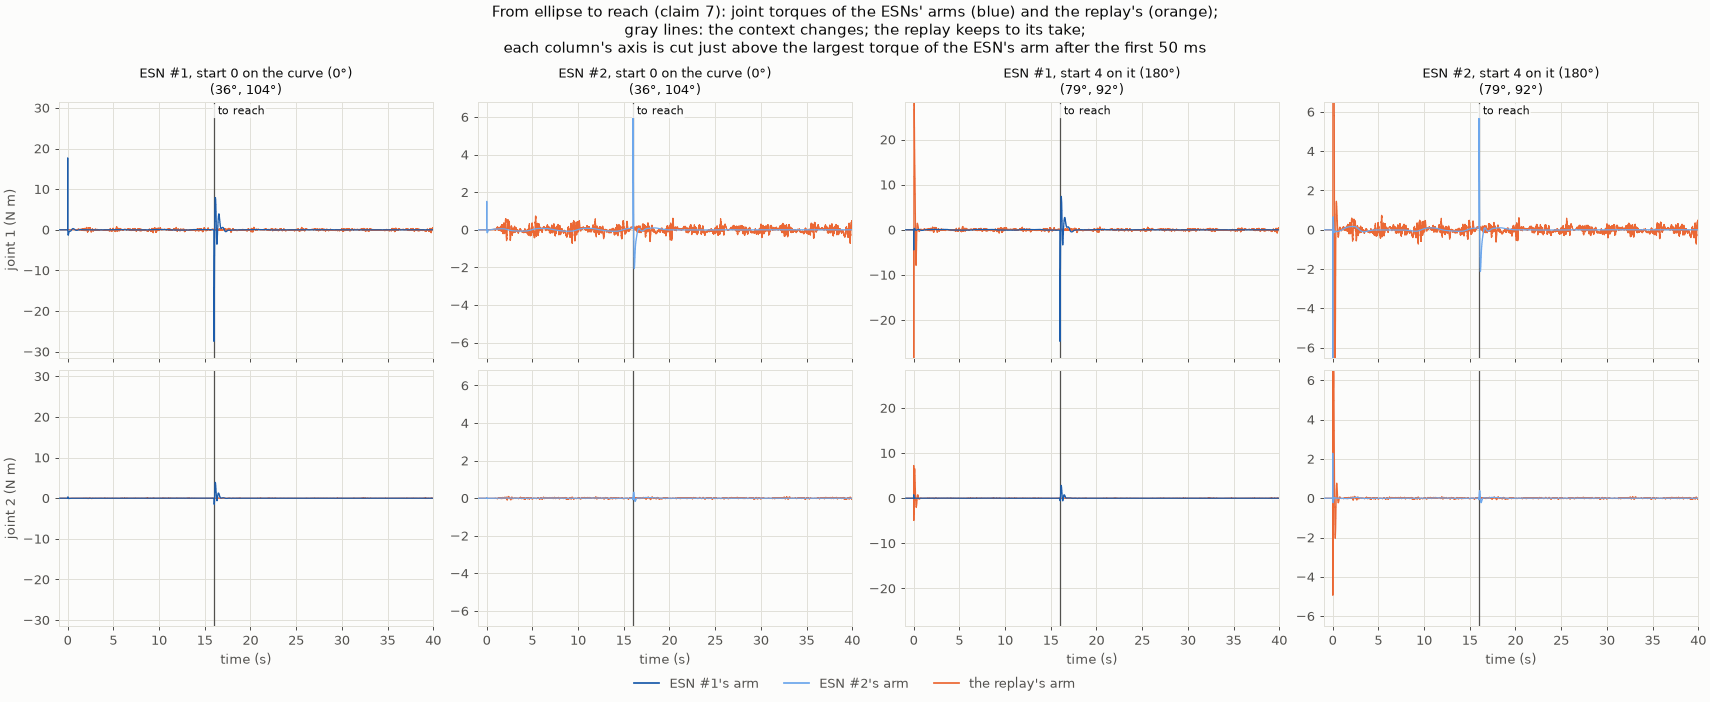 From ellipse to reach (claim 7): joint torques of the ESNs' arms (blue) and the replay's (orange);
gray lines: the context changes; the replay keeps to its take;
each column's axis is cut just above the largest torque of the ESN's arm after the first 50 ms
ESN #1, start 0 on the curve (0°)
(36°, 104°)
ESN #2, start 0 on the curve (0°)
(36°, 104°)
ESN #1, start 4 on it (180°)
(79°, 92°)
ESN #2, start 4 on it (180°)
(79°, 92°)
to reach
to reach
to reach
to reach
joint 1 (N m)
30
20
10
0
−10
−20
−30
6
4
2
0
−2
−4
−6
20
10
0
−10
−20
6
4
2
0
−2
−4
−6
joint 2 (N m)
30
20
10
0
−10
−20
−30
6
4
2
0
−2
−4
−6
20
10
0
−10
−20
6
4
2
0
−2
−4
−6
0 5 10 15 20 25 30 35 40
0 5 10 15 20 25 30 35 40
0 5 10 15 20 25 30 35 40
0 5 10 15 20 25 30 35 40
time (s)
time (s)
time (s)
time (s)
ESN #1's arm
ESN #2's arm
the replay's arm